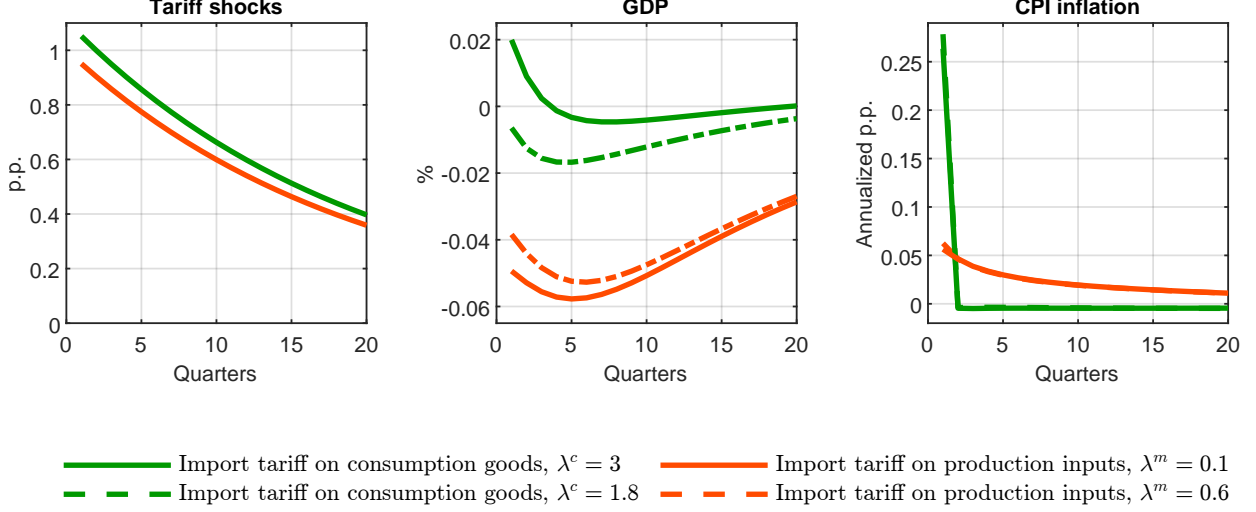 Tariff shocks
GDP
CPI inflation
p.p.
1
0.8
0.6
0.4
0.2
0
0 5 10 15 20
Quarters
%
0.02
0
-0.02
-0.04
-0.06
0 5 10 15 20
Quarters
Annualized p.p.
0.25
0.2
0.15
0.1
0.05
0
0 5 10 15 20
Quarters
Import tariff on consumption goods, λᶜ = 3
Import tariff on production inputs, λᵐ = 0.1
Import tariff on consumption goods, λᶜ = 1.8
Import tariff on production inputs, λᵐ = 0.6